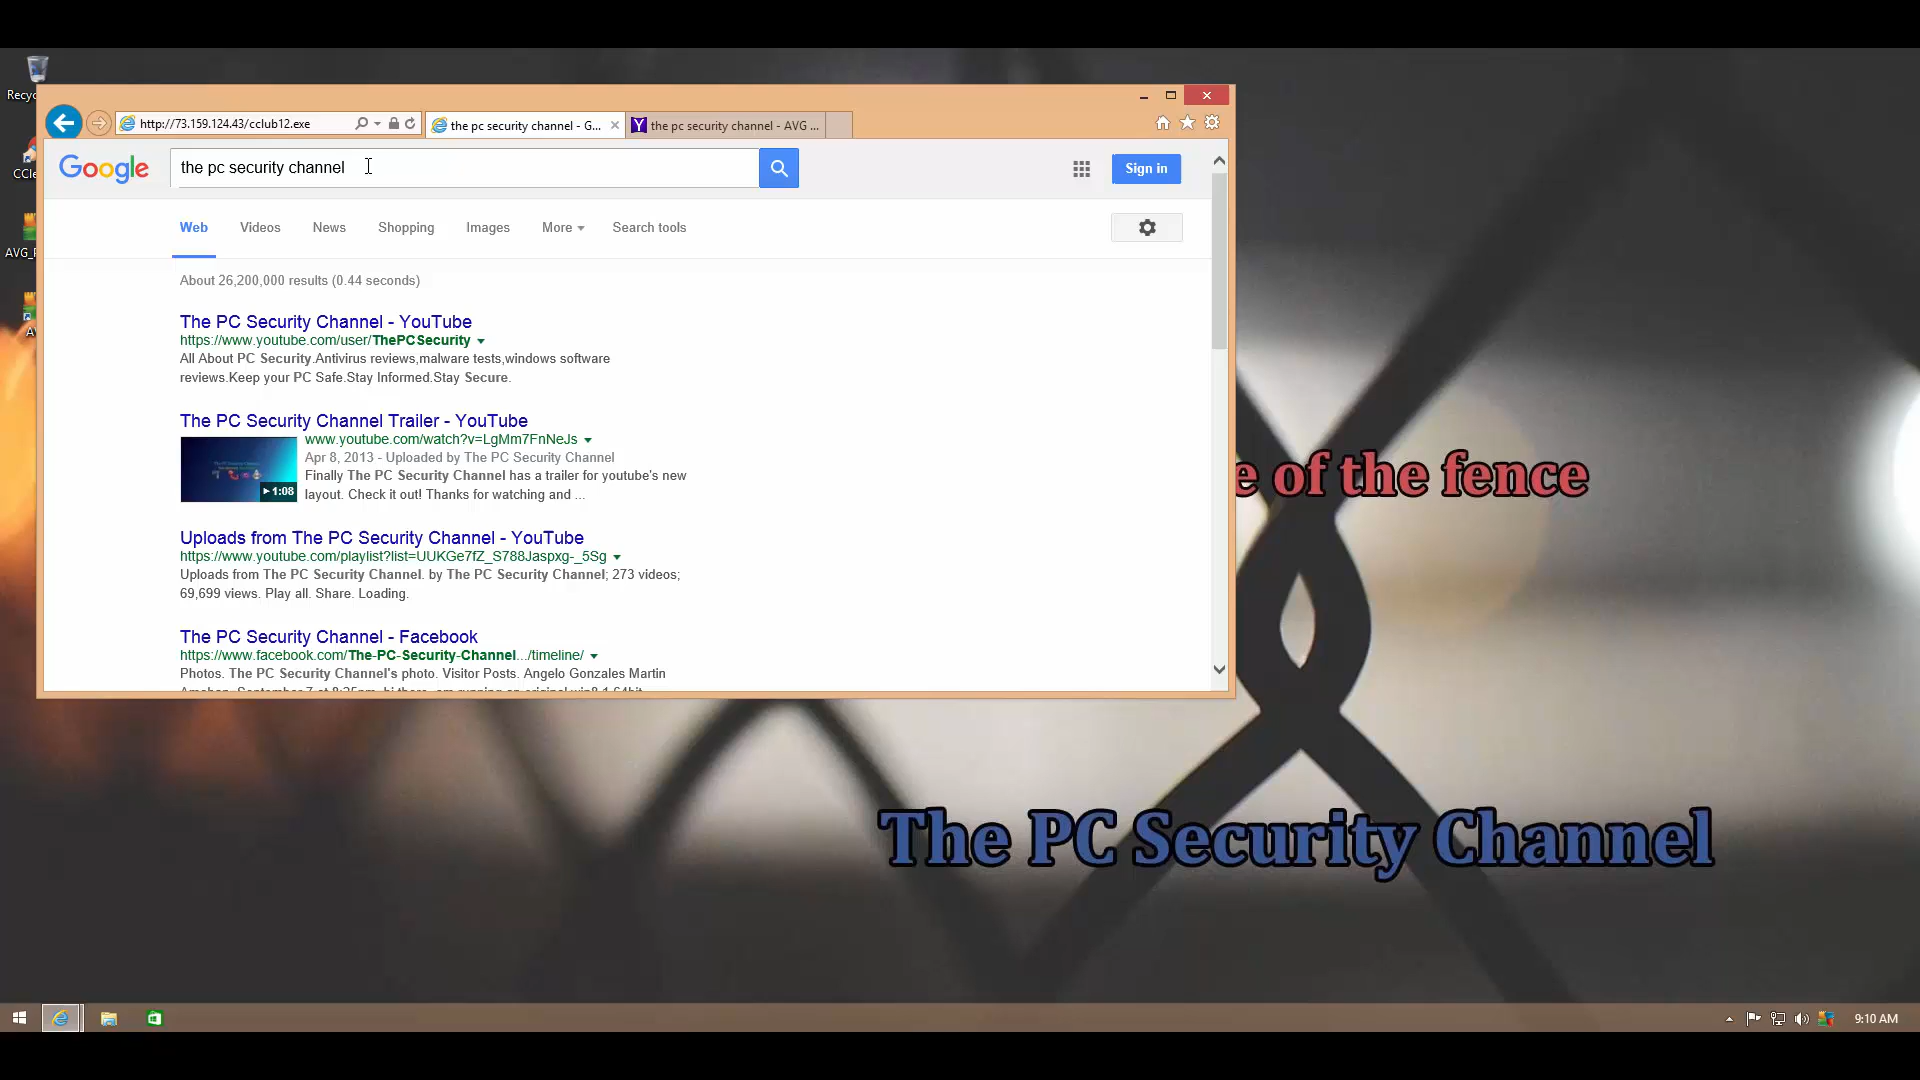 Recyc
CCle
AVG_
http://73.159.124.43/cclub12.exe
the pc security channel - G...
the pc security channel - AVG ...
Google
the pc security channel
Sign in
Web
Videos
News
Shopping
Images
More
Search tools
About 26,200,000 results (0.44 seconds)
The PC Security Channel - YouTube
https://www.youtube.com/user/ThePCSecurity
All About PC Security.Antivirus reviews,malware tests,windows software
reviews.Keep your PC Safe.Stay Informed.Stay Secure.
The PC Security Channel Trailer - YouTube
www.youtube.com/watch?v=LgMm7FnNeJs
Apr 8, 2013 - Uploaded by The PC Security Channel
Finally The PC Security Channel has a trailer for youtube's new
layout. Check it out! Thanks for watching and ...
1:08
Uploads from The PC Security Channel - YouTube
https://www.youtube.com/playlist?list=UUKGe7fZ_S788Jaspxg-_5Sg
Uploads from The PC Security Channel. by The PC Security Channel; 273 videos;
69,699 views. Play all. Share. Loading.
The PC Security Channel - Facebook
https://www.facebook.com/The-PC-Security-Channel.../timeline/
Photos. The PC Security Channel's photo. Visitor Posts. Angelo Gonzales Martin
e of the fence
The PC Security Channel
9:10 AM